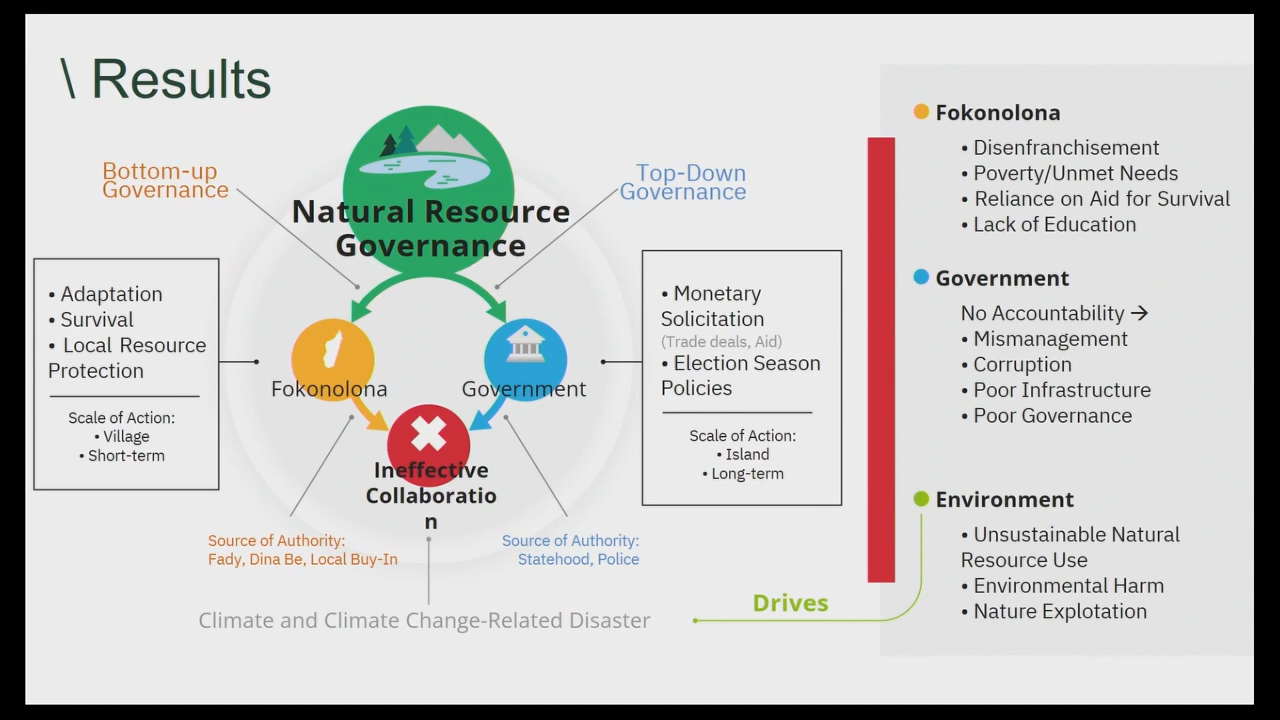 \ Results
Bottom-up
Governance
Top-Down
Governance
Natural Resource
Governance
• Adaptation
• Survival
• Local Resource
Protection
Scale of Action:
• Village
• Short-term
Fokonolona
Government
Ineffective
Collaboratio
n
• Monetary
Solicitation
(Trade deals, Aid)
• Election Season
Policies
Scale of Action:
• Island
• Long-term
Source of Authority:
Fady, Dina Be, Local Buy-In
Source of Authority:
Statehood, Police
Climate and Climate Change-Related Disaster
Drives
Fokonolona
• Disenfranchisement
• Poverty/Unmet Needs
• Reliance on Aid for Survival
• Lack of Education
Government
No Accountability →
• Mismanagement
• Corruption
• Poor Infrastructure
• Poor Governance
Environment
• Unsustainable Natural
Resource Use
• Environmental Harm
• Nature Explotation